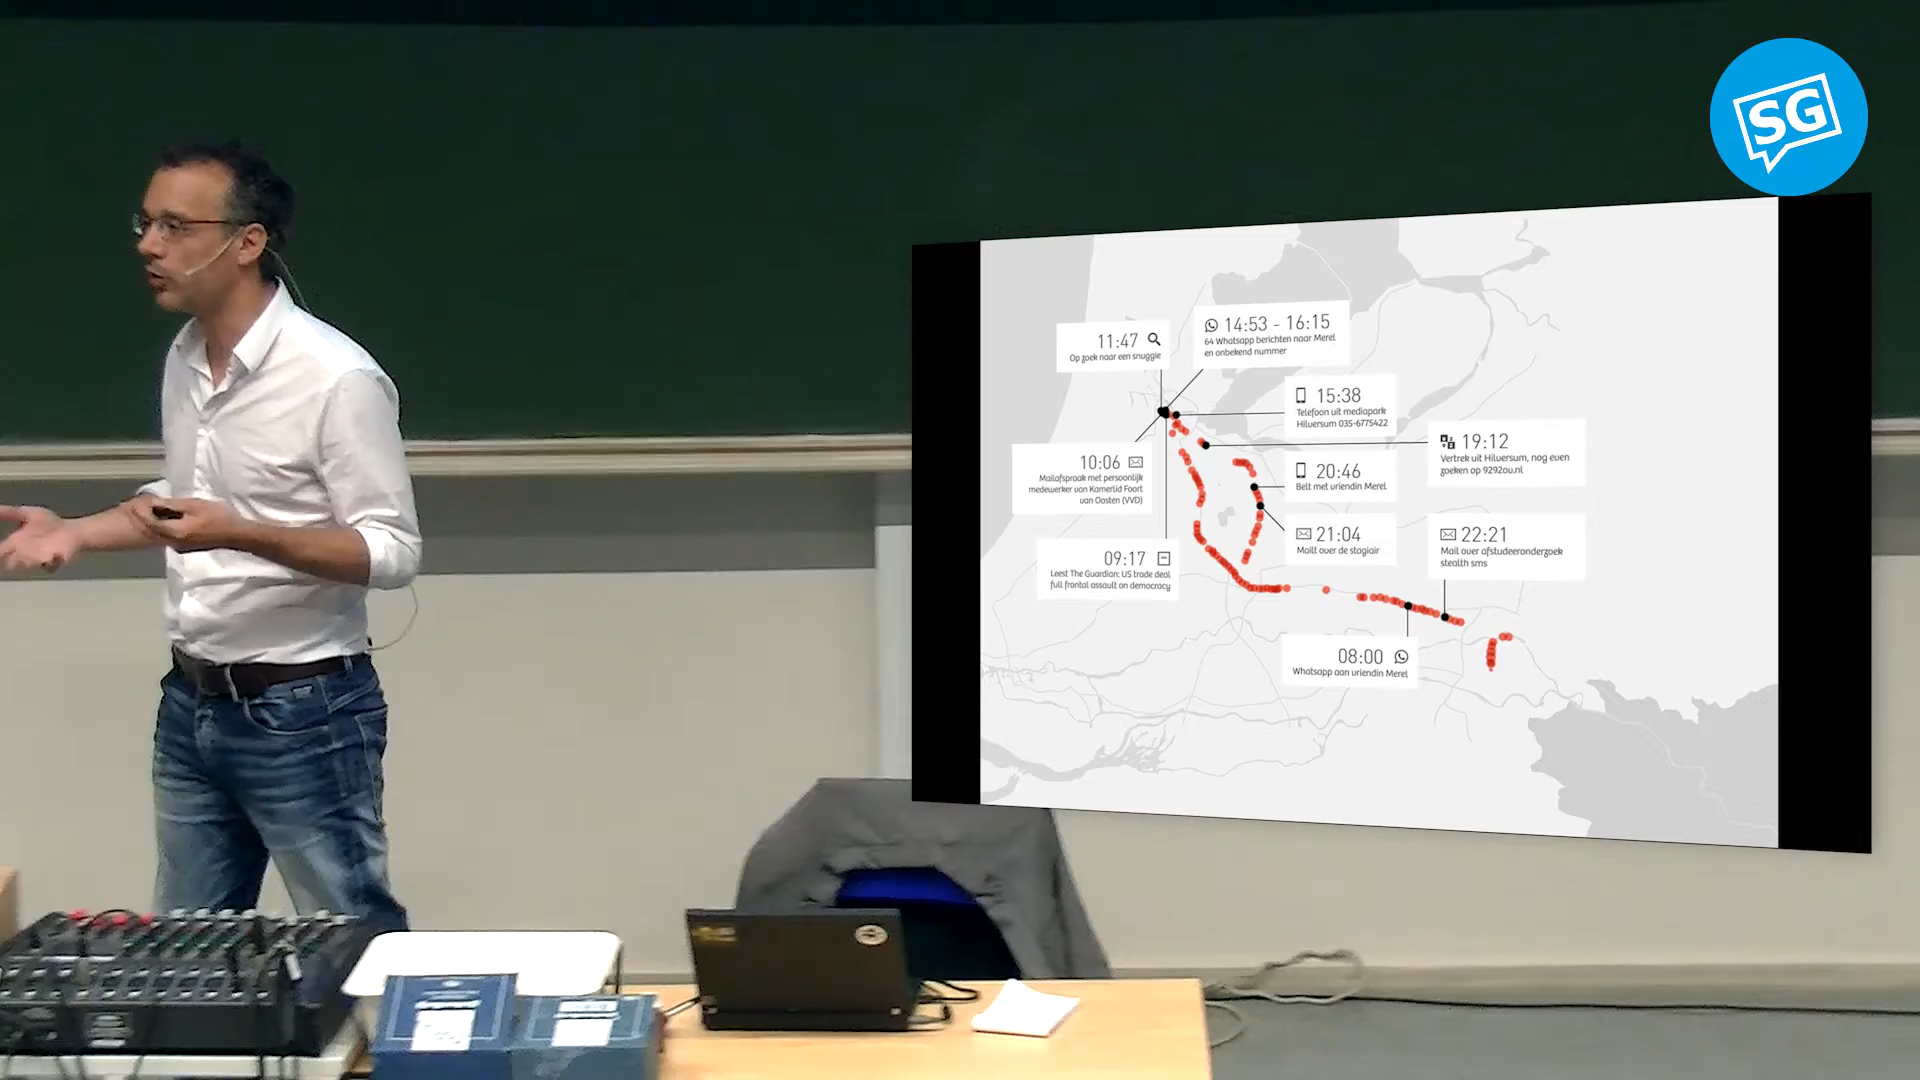 SG
11:47
Op zoek naar een snuggie
14:53 - 16:15
64 Whatsapp berichten naar Merel
en onbekend nummer
15:38
Telefoon uit mediapark
Hilversum 035-6775422
10:06
Mailafspraak met persoonlijk
medewerker van Kamerlid Foort
van Oosten (VVD)
19:12
Vertrek uit Hilversum, nog even
zoeken op 9292ov.nl
20:46
Belt met vriendin Merel
21:04
Mailt over de stagiair
22:21
Mail over afstudeeronderzoek
stealth sms
09:17
Leest The Guardian: US trade deal
full frontal assault on democracy
08:00
Whatsapp aan vriendin Merel